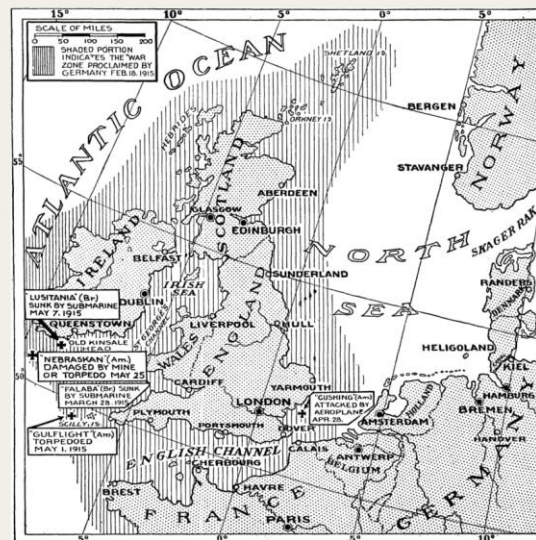 15° 10° 5° 0° 5°
SCALE OF MILES
0 50 100 150 200
SHADED PORTION
INDICATES THE WAR
ZONE PROCLAIMED BY
GERMANY FEB. 18, 1915
ATLANTIC OCEAN
SHETLAND IS
ORKNEY IS
HEBRIDES
BERGEN
NORWAY
STAVANGER
55°
SCOTLAND
ABERDEEN
GLASGOW
EDINBURGH
NORTH SEA
SKAGER RAK
IRELAND
BELFAST
SUNDERLAND
IRISH
SEA
RANDERS
DENMARK
LUSITANIA (Br)
SUNK BY SUBMARINE
MAY 7, 1915
DUBLIN
ST GEORGE'S
CHANNEL
LIVERPOOL
HULL
ENGLAND
WALES
QUEENSTOWN
OLD KINSALE
HEAD
HELIGOLAND
KIEL
"NEBRASKAN" (Am.)
DAMAGED BY MINE
OR TORPEDO MAY 25
50
CARDIFF
YARMOUTH
HAMBURG
"FALABA" (Br) SUNK
BY SUBMARINE
MARCH 28, 1915
LONDON
"CUSHING" (Am)
ATTACKED BY
AEROPLANE
APR. 28.
HOLLAND
AMSTERDAM
BREMEN
SCILLY, IS
PLYMOUTH
PORTSMOUTH
DOVER
HANOVER
"GULFLIGHT" (Am)
TORPEDOED
MAY 1, 1915
ENGLISH CHANNEL
CALAIS
ANTWERP
BELGIUM
GERMANY
CHERBOURG
BREST
HAVRE
FRANCE
PARIS
5° 0° 5°